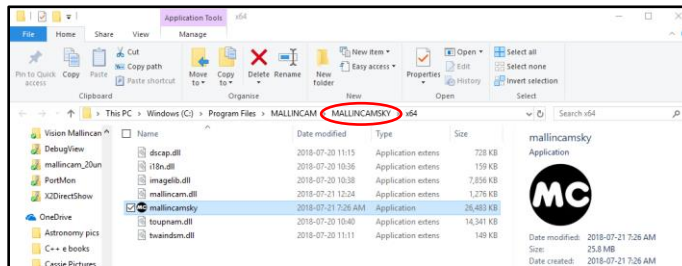 Application Tools x64
File Home Share View Manage
Pin to Quick access
Copy
Paste
Cut
Copy path
Paste shortcut
Move to
Copy to
Delete
Rename
New folder
New item
Easy access
Properties
Open
Edit
History
Select all
Select none
Invert selection
Clipboard Organise New Open Select
This PC > Windows (C:) > Program Files > MALLINCAM > MALLINCAMSKY > x64
Search x64
Vision Mallincan
DebugView
mallincam_20un
PortMon
X2DirectShow
OneDrive
Astronomy pics
C++ e books
Cassie Pictures
Name Date modified Type Size
dscap.dll 2018-07-20 11:15 Application extens 728 KB
i18n.dll 2018-07-20 10:36 Application extens 159 KB
imagelib.dll 2018-07-20 10:38 Application extens 7,856 KB
mallincam.dll 2018-07-21 12:24 Application extens 1,276 KB
MC mallincamsky 2018-07-21 7:26 AM Application 26,483 KB
toupnam.dll 2018-07-20 10:40 Application extens 14,341 KB
twaindsm.dll 2018-07-20 11:11 Application extens 149 KB
mallincamsky
Application
MC
Date modified: 2018-07-21 7:26 AM
Size: 25.8 MB
Date created: 2018-07-21 7:26 AM